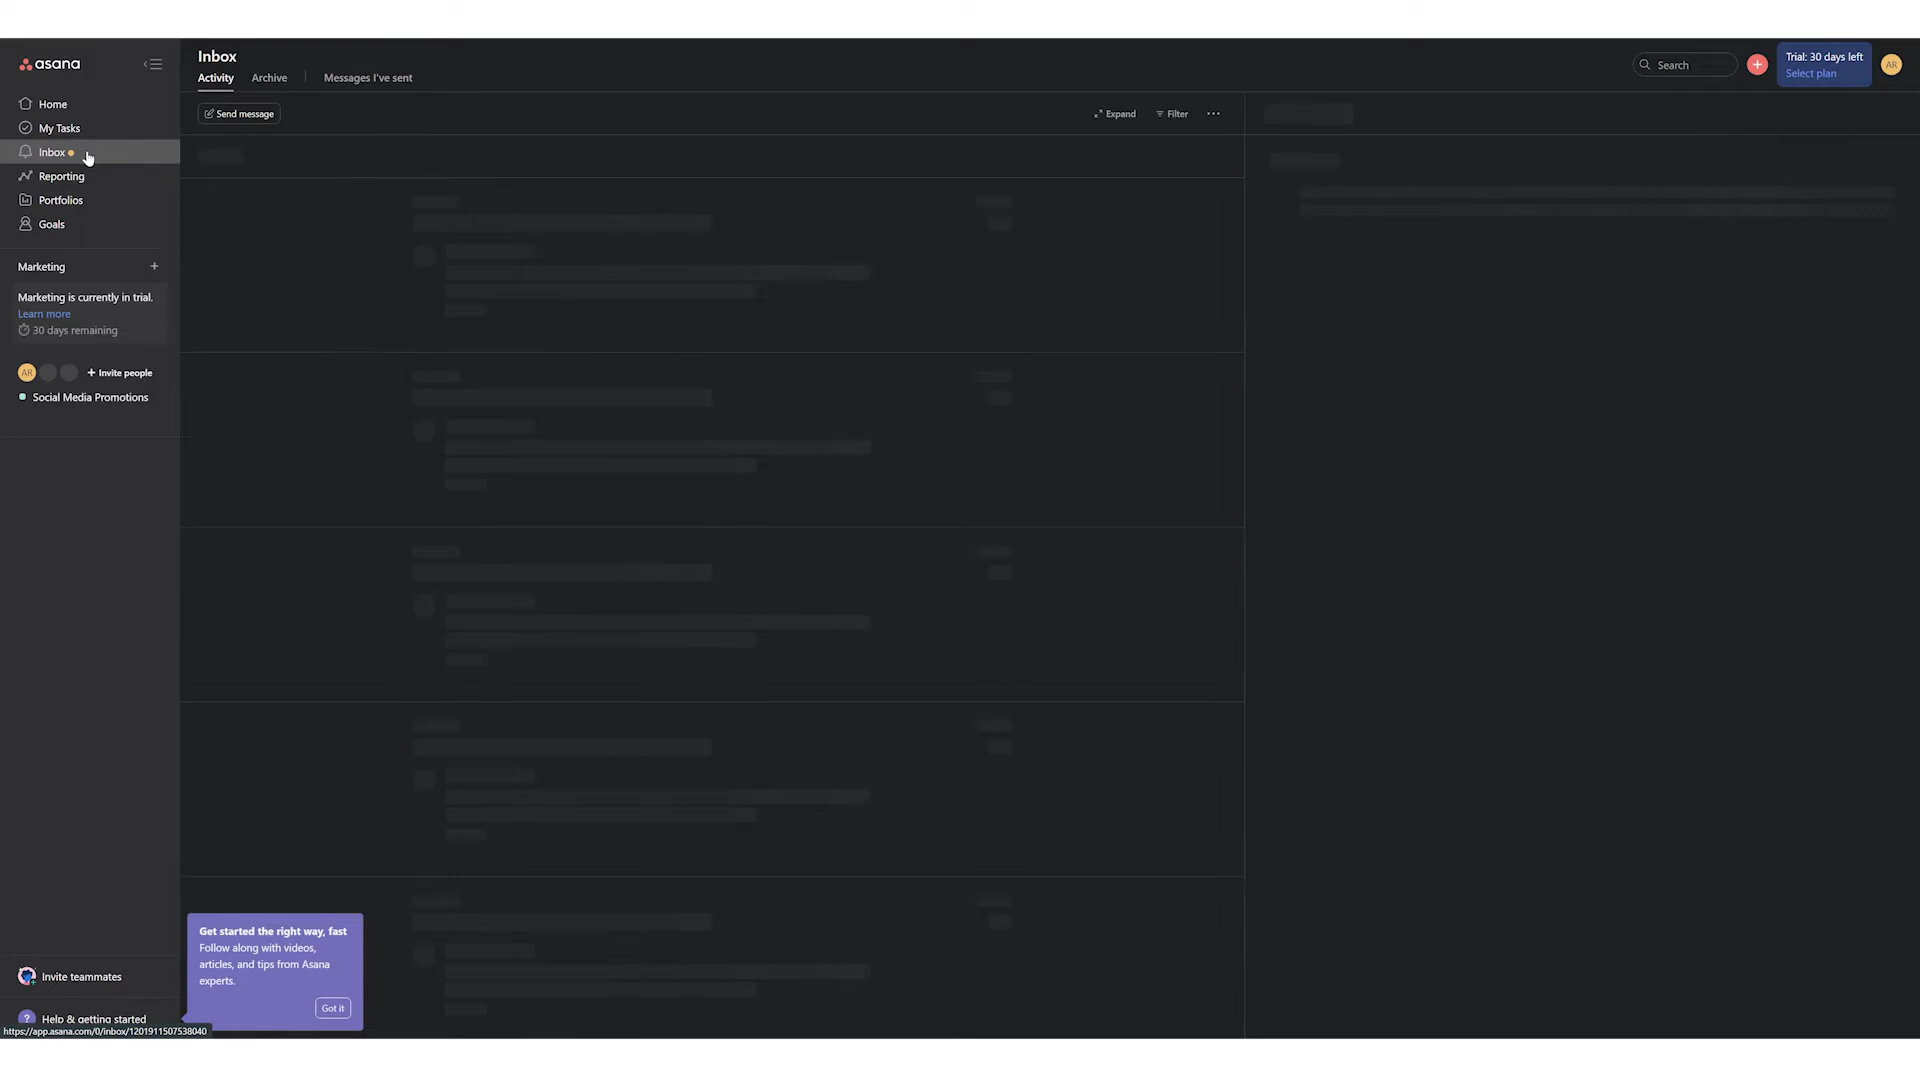 asana
Home
My Tasks
Inbox
Reporting
Portfolios
Goals
Marketing
Marketing is currently in trial.
Learn more
30 days remaining
AR
+ Invite people
Social Media Promotions
Invite teammates
? Help & getting started
https://app.asana.com/0/inbox/1201911507538040
Inbox
Activity Archive Messages I've sent
Send message
Expand Filter ...
Search
+
Trial: 30 days left
Select plan
AR
Get started the right way, fast
Follow along with videos,
articles, and tips from Asana
experts.
Got it